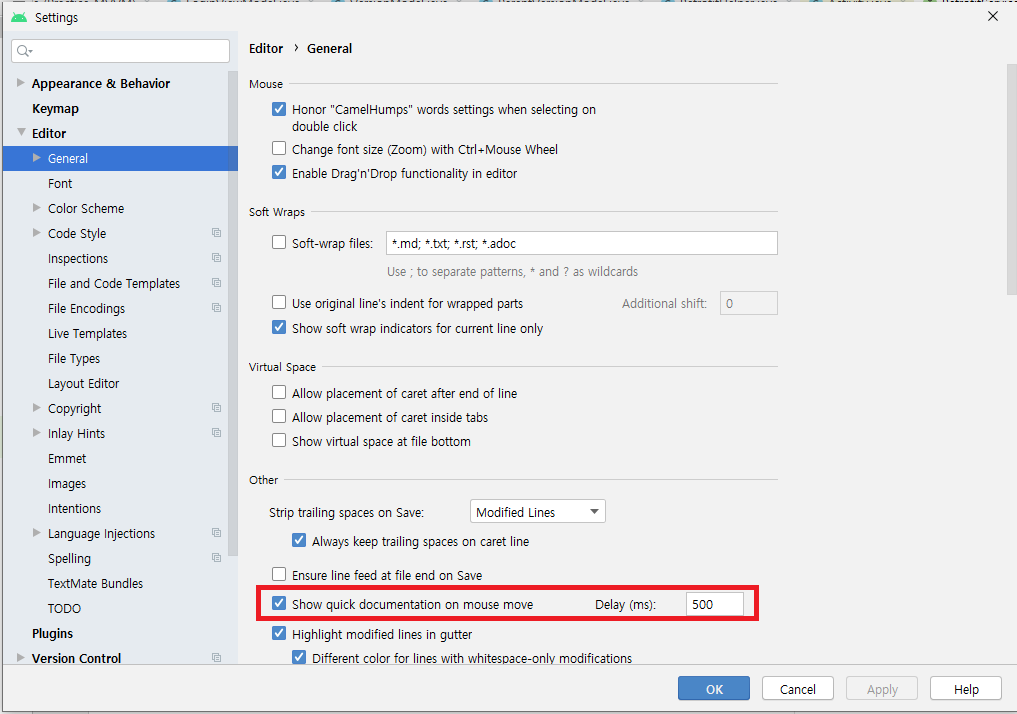 Settings
Editor › General
Appearance & Behavior
Keymap
Editor
General
Font
Color Scheme
Code Style
Inspections
File and Code Templates
File Encodings
Live Templates
File Types
Layout Editor
Copyright
Inlay Hints
Emmet
Images
Intentions
Language Injections
Spelling
TextMate Bundles
TODO
Plugins
Version Control
Mouse
Honor "CamelHumps" words settings when selecting on
double click
Change font size (Zoom) with Ctrl+Mouse Wheel
Enable Drag'n'Drop functionality in editor
Soft Wraps
Soft-wrap files: *.md; *.txt; *.rst; *.adoc
Use ; to separate patterns, * and ? as wildcards
Use original line's indent for wrapped parts Additional shift: 0
Show soft wrap indicators for current line only
Virtual Space
Allow placement of caret after end of line
Allow placement of caret inside tabs
Show virtual space at file bottom
Other
Strip trailing spaces on Save: Modified Lines
Always keep trailing spaces on caret line
Ensure line feed at file end on Save
Show quick documentation on mouse move Delay (ms): 500
Highlight modified lines in gutter
Different color for lines with whitespace-only modifications
OK Cancel Apply Help